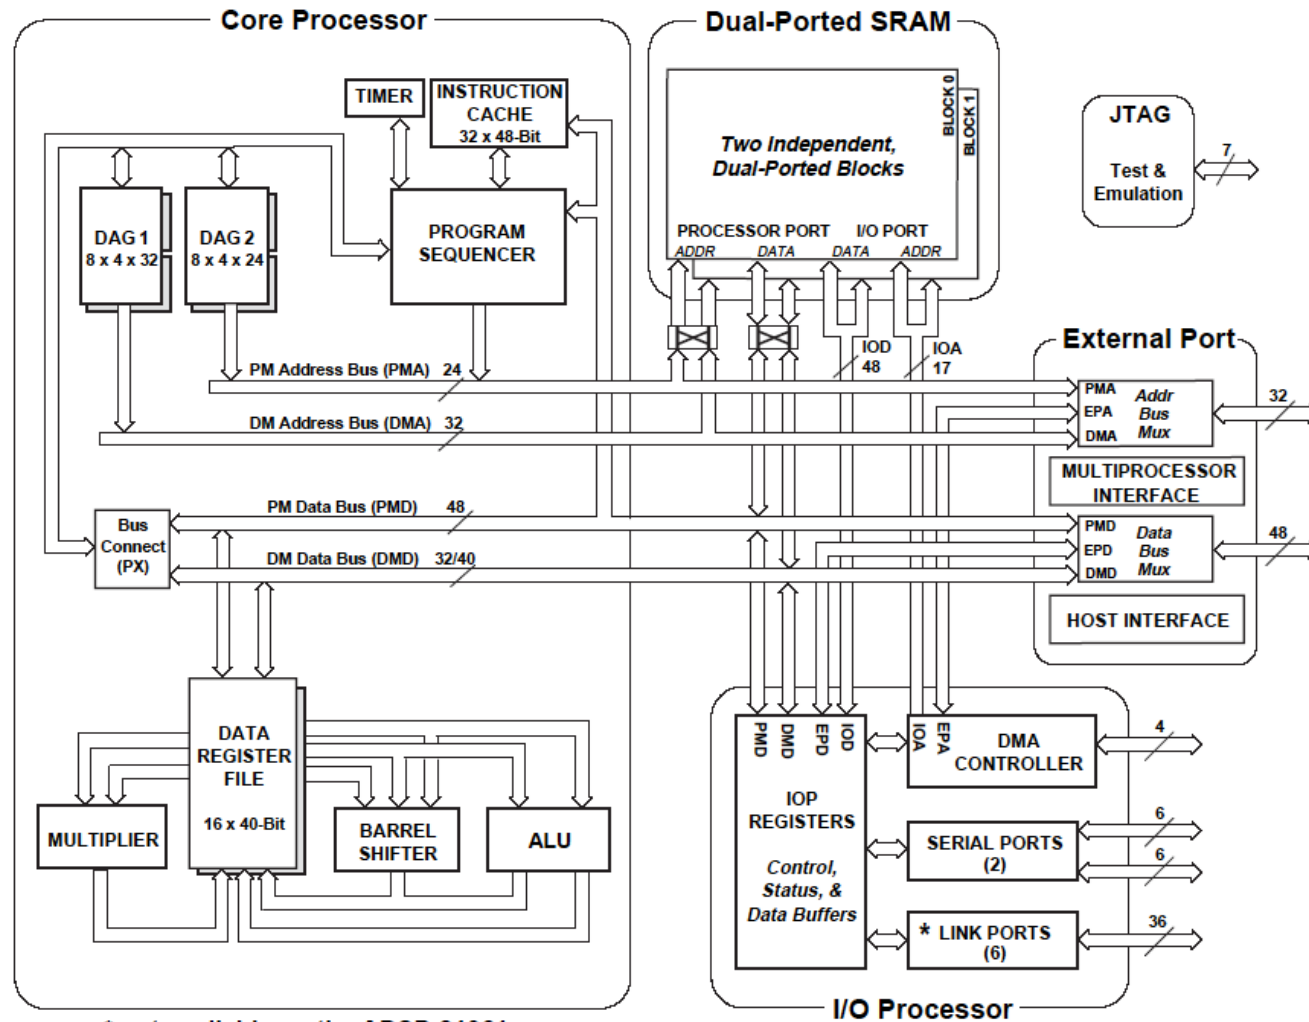 Core Processor
Dual-Ported SRAM
TIMER
INSTRUCTION
CACHE
32 x 48-Bit
BLOCK 0
BLOCK 1
JTAG
Test &
Emulation
7
Two Independent,
Dual-Ported Blocks
DAG 1
8 x 4 x 32
DAG 2
8 x 4 x 24
PROGRAM
SEQUENCER
PROCESSOR PORT
I/O PORT
ADDR
DATA
DATA
ADDR
IOD
48
IOA
17
External Port
PM Address Bus (PMA)
24
DM Address Bus (DMA)
32
PMA
EPA
DMA
Addr
Bus
Mux
32
MULTIPROCESSOR
INTERFACE
Bus
Connect
(PX)
PM Data Bus (PMD)
48
DM Data Bus (DMD)
32/40
PMD
EPD
DMD
Data
Bus
Mux
48
HOST INTERFACE
DATA
REGISTER
FILE
16 x 40-Bit
MULTIPLIER
BARREL
SHIFTER
ALU
PMD
DMD
EPD
IOD
IOA
EPA
DMA
CONTROLLER
4
IOP
REGISTERS
Control,
Status, &
Data Buffers
SERIAL PORTS
(2)
6
6
* LINK PORTS
(6)
36
I/O Processor